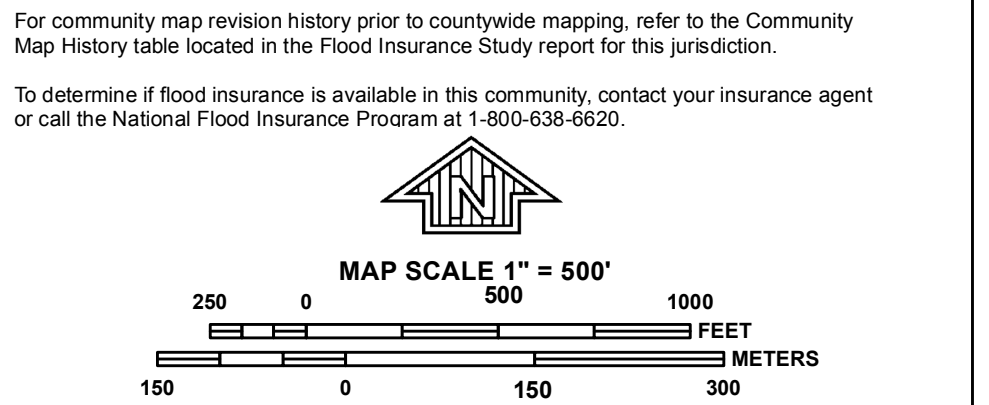 For community map revision history prior to countywide mapping, refer to the Community
Map History table located in the Flood Insurance Study report for this jurisdiction.
To determine if flood insurance is available in this community, contact your insurance agent
or call the National Flood Insurance Program at 1-800-638-6620.
N
MAP SCALE 1" = 500'
250 0 500 1000
FEET
METERS
150 0 150 300